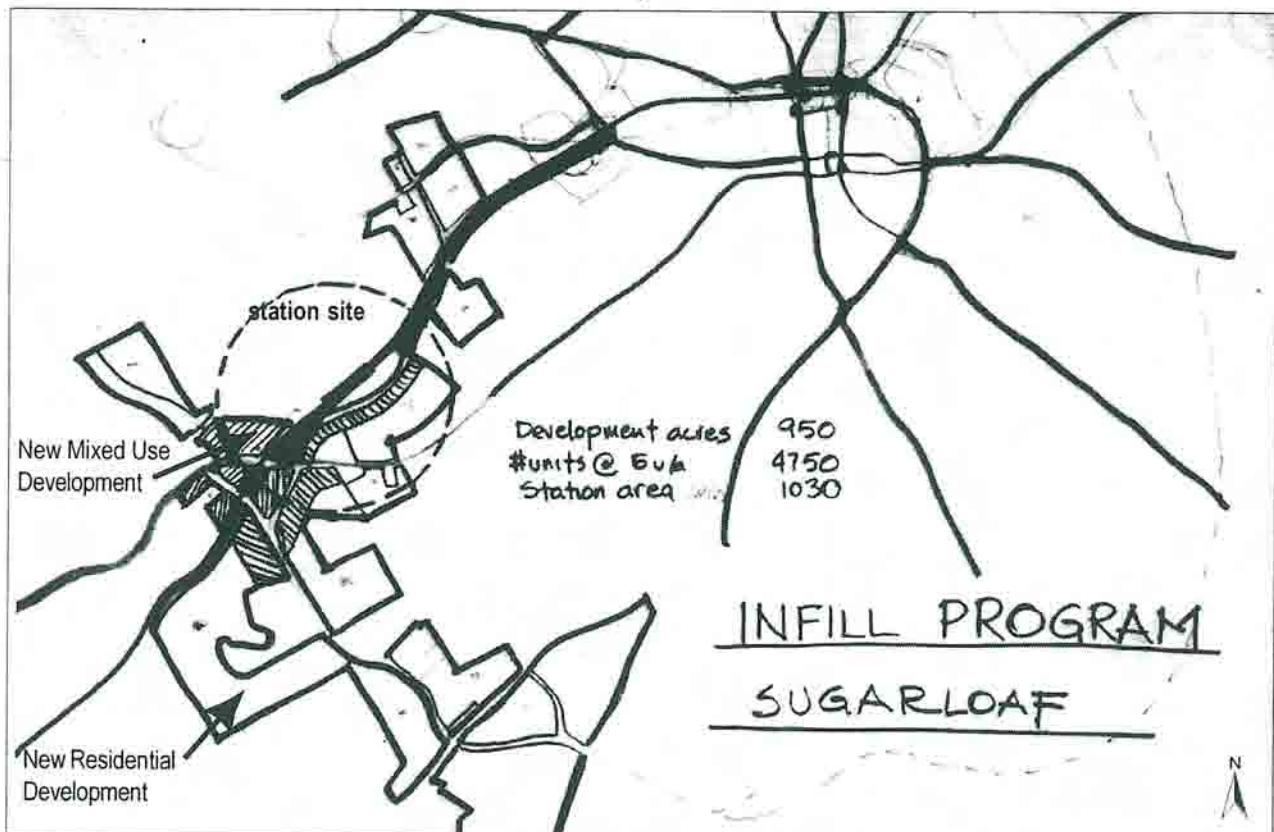 station site
New Mixed Use
Development
Development acres 950
#units @ 5 u/a 4750
Station area 1030
INFILL PROGRAM
SUGARLOAF
New Residential
Development
N